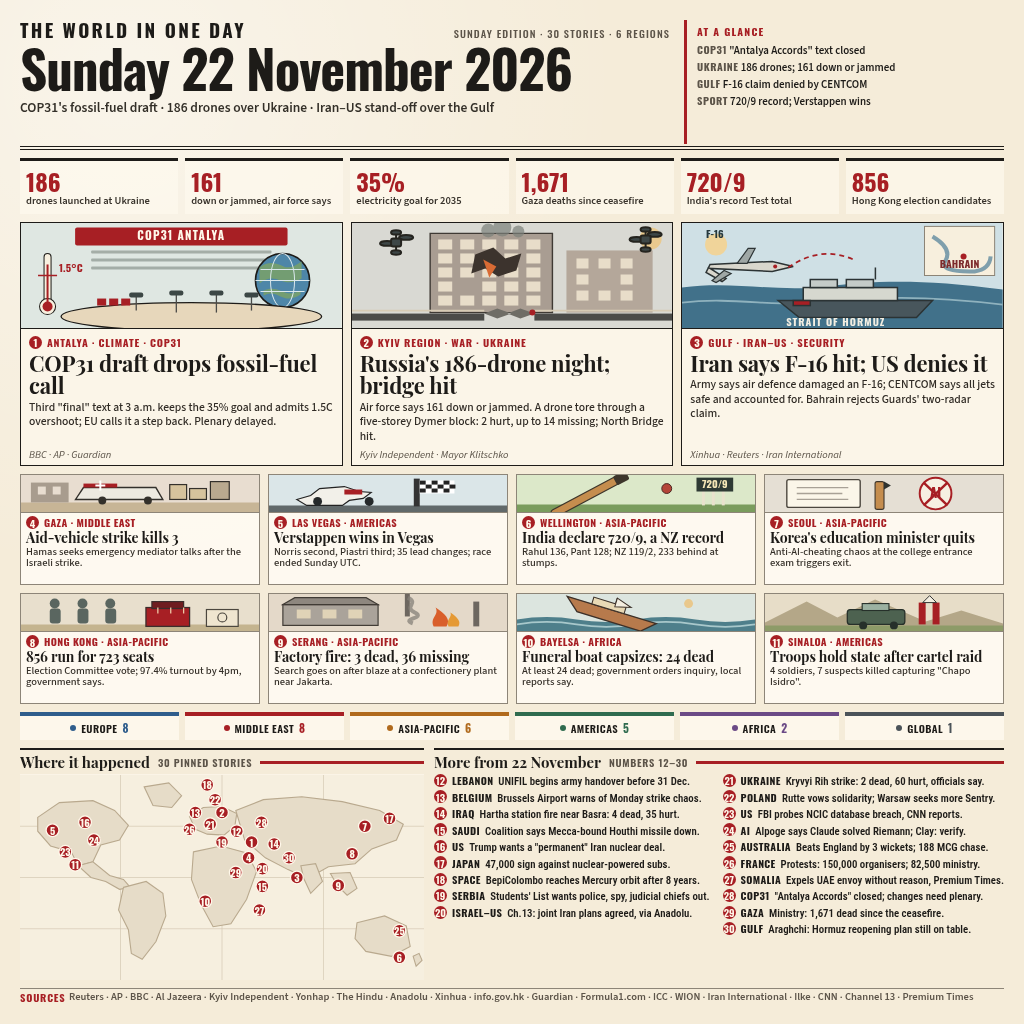 THE WORLD IN ONE DAY
SUNDAY EDITION · 30 STORIES · 6 REGIONS
Sunday 22 November 2026
COP31's fossil-fuel draft · 186 drones over Ukraine · Iran–US stand-off over the Gulf
AT A GLANCE
COP31 "Antalya Accords" text closed
UKRAINE 186 drones; 161 down or jammed
GULF F-16 claim denied by CENTCOM
SPORT 720/9 record; Verstappen wins
186
drones launched at Ukraine
161
down or jammed, air force says
35%
electricity goal for 2035
1,671
Gaza deaths since ceasefire
720/9
India's record Test total
856
Hong Kong election candidates
COP31 ANTALYA
1.5°C
1 ANTALYA · CLIMATE · COP31
COP31 draft drops fossil-fuel
call
Third "final" text at 3 a.m. keeps the 35% goal and admits 1.5C
overshoot; EU calls it a step back. Plenary delayed.
BBC · AP · Guardian
2 KYIV REGION · WAR · UKRAINE
Russia's 186-drone night;
bridge hit
Air force says 161 down or jammed. A drone tore through a
five-storey Dymer block: 2 hurt, up to 14 missing; North Bridge
hit.
Kyiv Independent · Mayor Klitschko
F-16
BAHRAIN
STRAIT OF HORMUZ
3 GULF · IRAN–US · SECURITY
Iran says F-16 hit; US denies it
Army says air defence damaged an F-16; CENTCOM says all jets
safe and accounted for. Bahrain rejects Guards' two-radar
claim.
Xinhua · Reuters · Iran International
4 GAZA · MIDDLE EAST
Aid-vehicle strike kills 3
Hamas seeks emergency mediator talks after the
Israeli strike.
5 LAS VEGAS · AMERICAS
Verstappen wins in Vegas
Norris second, Piastri third; 35 lead changes; race
ended Sunday UTC.
720/9
6 WELLINGTON · ASIA-PACIFIC
India declare 720/9, a NZ record
Rahul 136, Pant 128; NZ 119/2, 233 behind at
stumps.
7 SEOUL · ASIA-PACIFIC
Korea's education minister quits
Anti-AI-cheating chaos at the college entrance
exam triggers exit.
8 HONG KONG · ASIA-PACIFIC
856 run for 723 seats
Election Committee vote; 97.4% turnout by 4pm,
government says.
9 SERANG · ASIA-PACIFIC
Factory fire: 3 dead, 36 missing
Search goes on after blaze at a confectionery plant
near Jakarta.
10 BAYELSA · AFRICA
Funeral boat capsizes: 24 dead
At least 24 dead; government orders inquiry, local
reports say.
11 SINALOA · AMERICAS
Troops hold state after cartel raid
4 soldiers, 7 suspects killed capturing "Chapo
Isidro".
EUROPE 8
MIDDLE EAST 8
ASIA-PACIFIC 6
AMERICAS 5
AFRICA 2
GLOBAL 1
Where it happened 30 PINNED STORIES
18
22
13
2
26
21
12
28
19
1
14
4
30
29
29
15
3
27
10
9
8
7
17
25
6
5
16
24
23
11
More from 22 November NUMBERS 12–30
12 LEBANON UNIFIL begins army handover before 31 Dec.
13 BELGIUM Brussels Airport warns of Monday strike chaos.
14 IRAQ Hartha station fire near Basra: 4 dead, 35 hurt.
15 SAUDI Coalition says Mecca-bound Houthi missile down.
16 US Trump wants a "permanent" Iran nuclear deal.
17 JAPAN 47,000 sign against nuclear-powered subs.
18 SPACE BepiColombo reaches Mercury orbit after 8 years.
19 SERBIA Students' List wants police, spy, judicial chiefs out.
20 ISRAEL–US Ch.13: joint Iran plans agreed, via Anadolu.
21 UKRAINE Kryvyi Rih strike: 2 dead, 60 hurt, officials say.
22 POLAND Rutte vows solidarity; Warsaw seeks more Sentry.
23 US FBI probes NCIC database breach, CNN reports.
24 AI Alpoge says Claude solved Riemann; Clay: verify.
25 AUSTRALIA Beats England by 3 wickets; 188 MCG chase.
26 FRANCE Protests: 150,000 organisers; 82,500 ministry.
27 SOMALIA Expels UAE envoy without reason, Premium Times.
28 COP31 "Antalya Accords" closed; changes need plenary.
29 GAZA Ministry: 1,671 dead since the ceasefire.
30 GULF Araghchi: Hormuz reopening plan still on table.
SOURCES Reuters · AP · BBC · Al Jazeera · Kyiv Independent · Yonhap · The Hindu · Anadolu · Xinhua · info.gov.hk · Guardian · Formula1.com · ICC · WION · Iran International · Ilke · CNN · Channel 13 · Premium Times